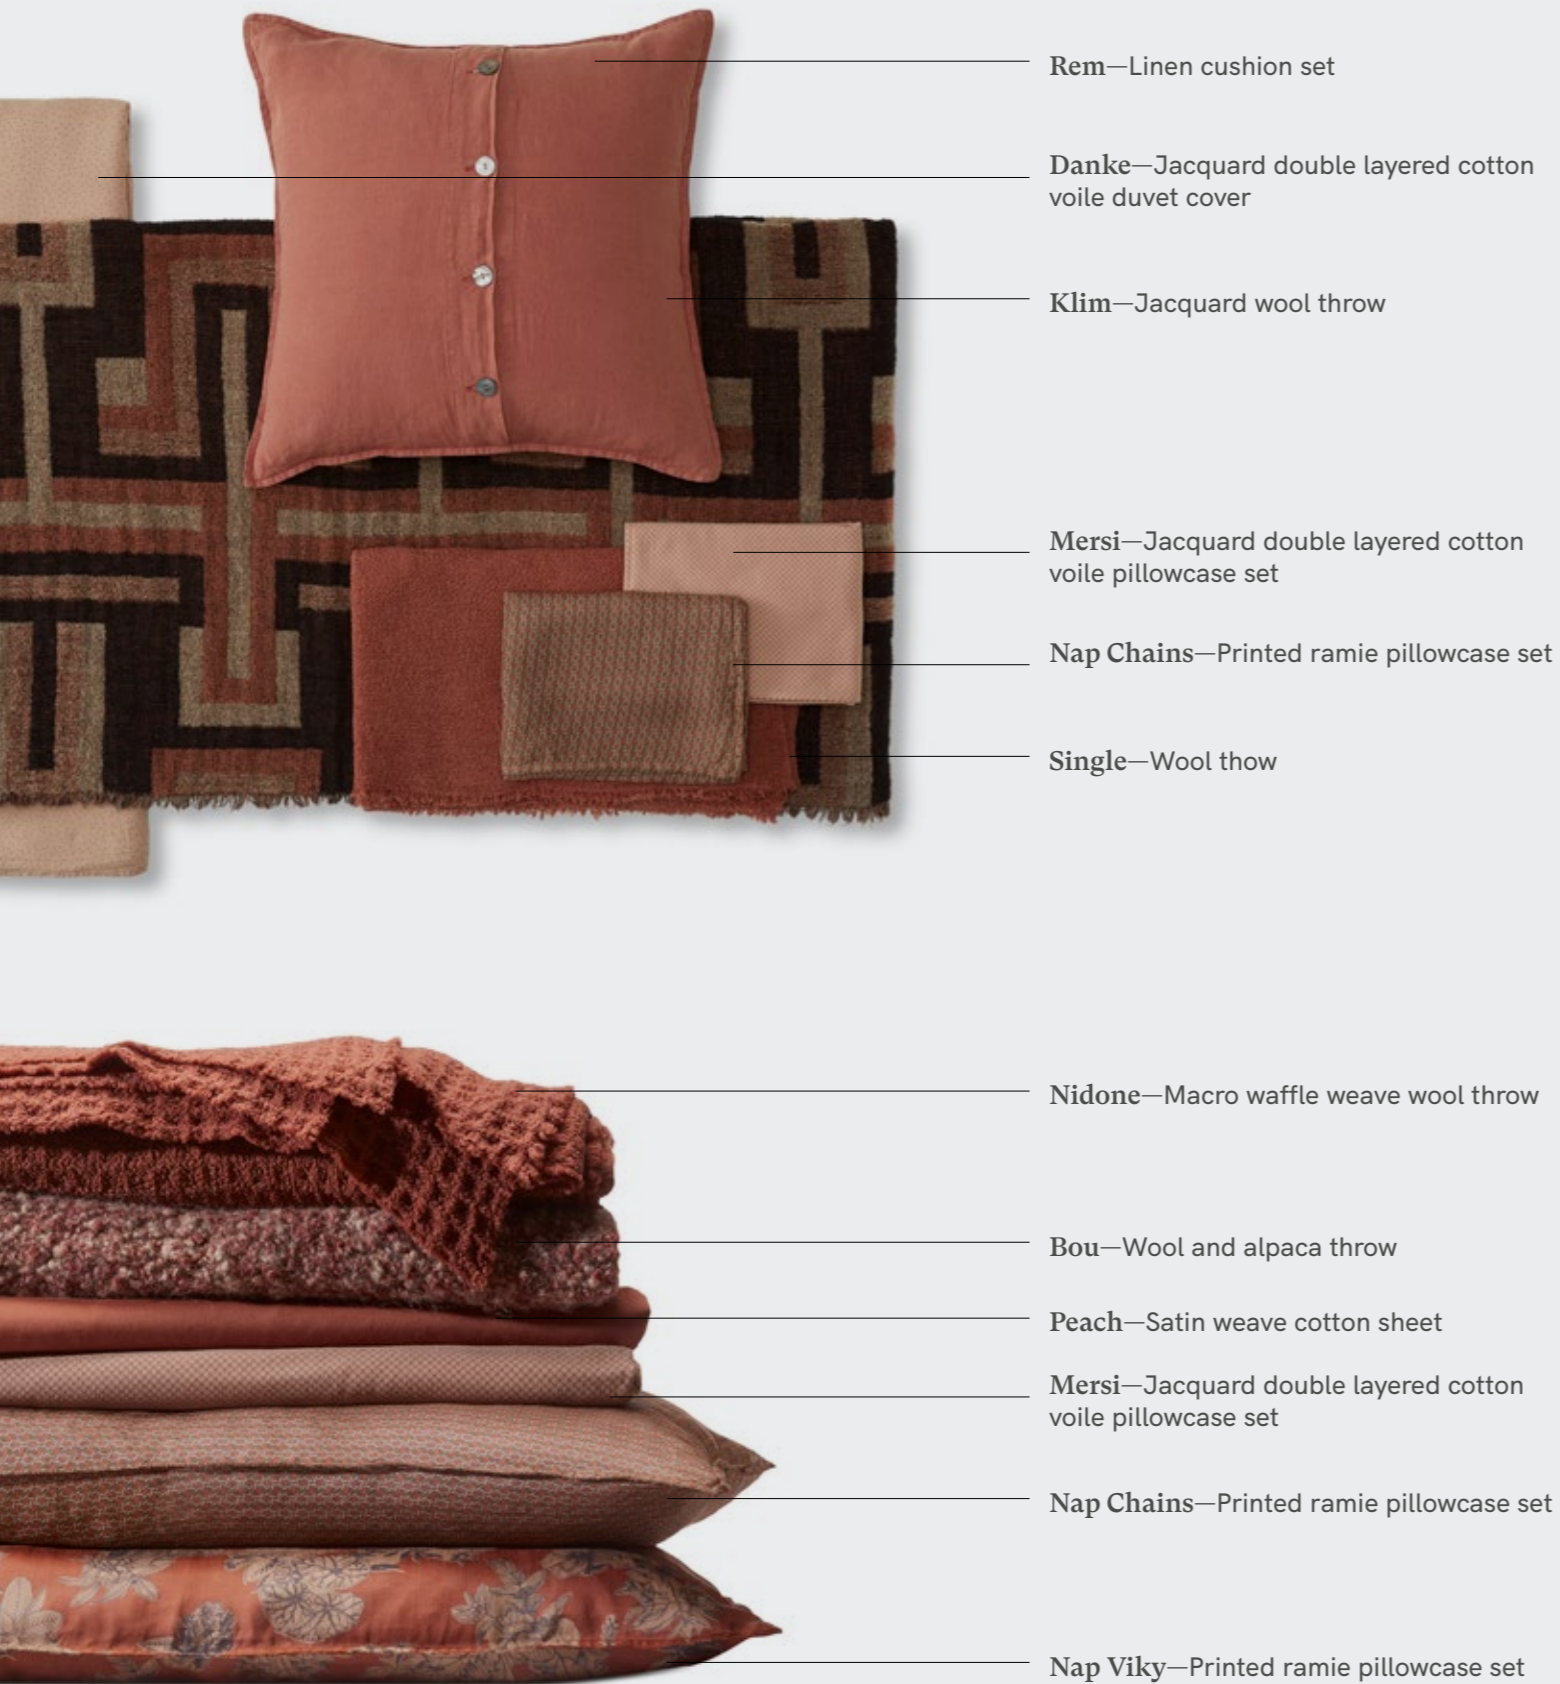 Rem—Linen cushion set
Danke—Jacquard double layered cotton
voile duvet cover
Klim—Jacquard wool throw
Mersi—Jacquard double layered cotton
voile pillowcase set
Nap Chains—Printed ramie pillowcase set
Single—Wool thow
Nidone—Macro waffle weave wool throw
Bou—Wool and alpaca throw
Peach—Satin weave cotton sheet
Mersi—Jacquard double layered cotton
voile pillowcase set
Nap Chains—Printed ramie pillowcase set
Nap Viky—Printed ramie pillowcase set